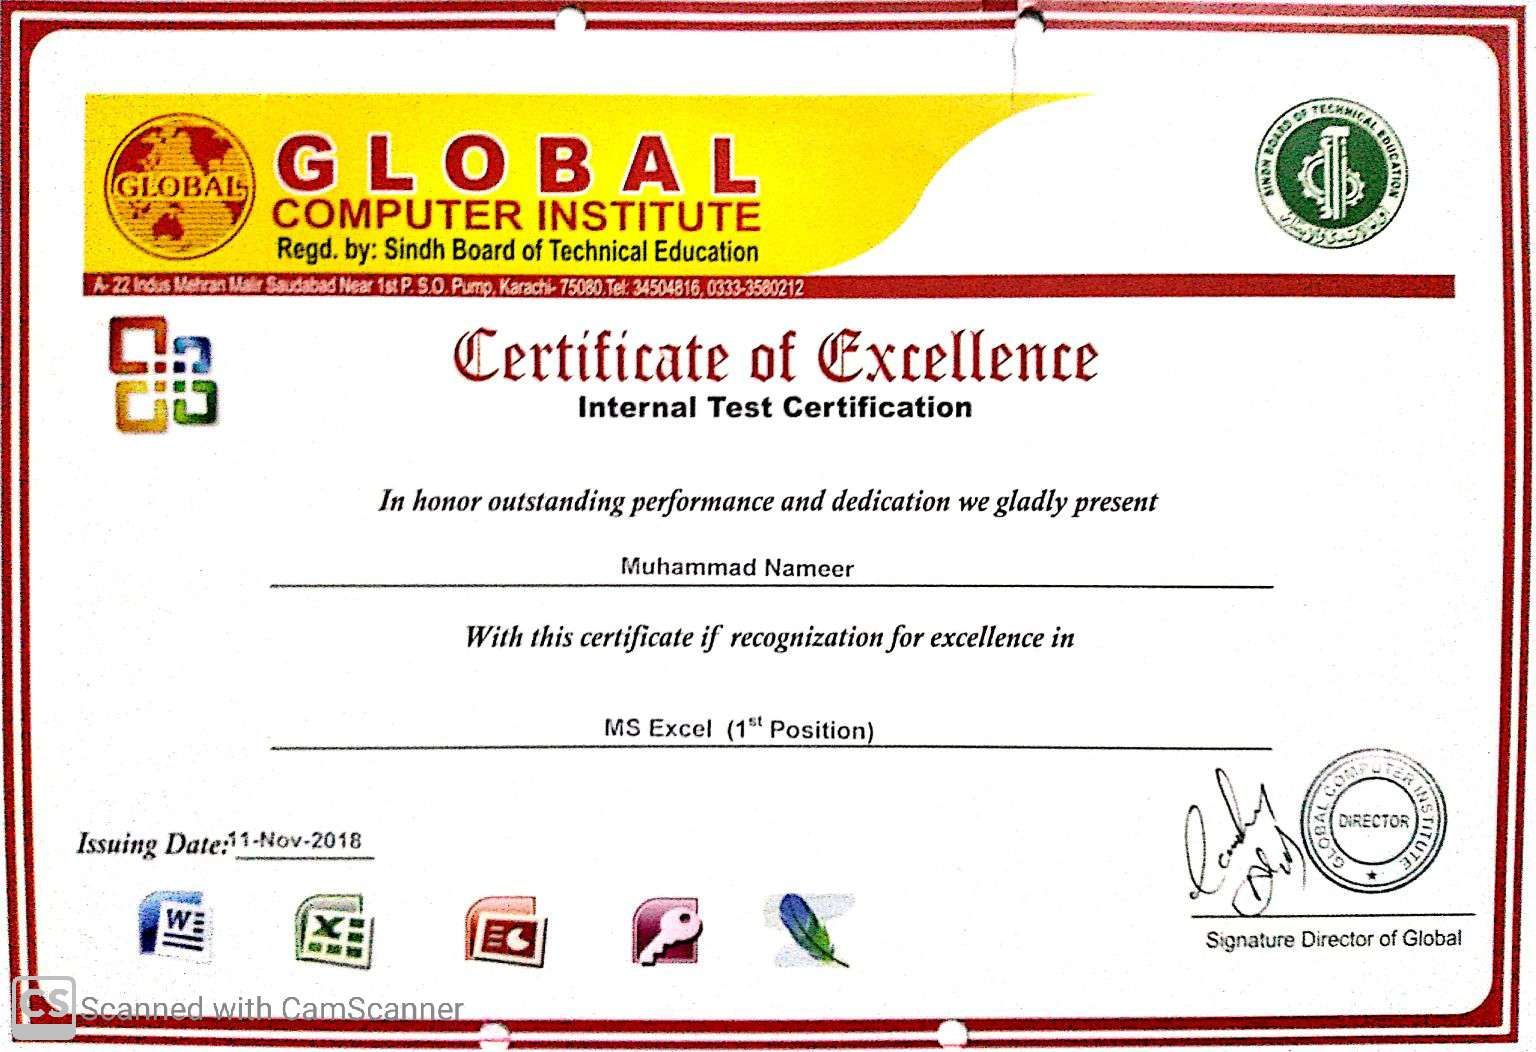 GLOBAL
GLOBAL
COMPUTER INSTITUTE
Regd. by: Sindh Board of Technical Education
SINDH BOARD OF TECHNICAL EDUCATION
A- 22 Indus Mehran Malir Saudabad Near 1st P. S.O. Pump, Karachi- 75080.Tel: 34504816, 0333-3580212
Certificate of Excellence
Internal Test Certification
In honor outstanding performance and dedication we gladly present
Muhammad Nameer
With this certificate if recognization for excellence in
MS Excel (1st Position)
Issuing Date: 11-Nov-2018
GLOBAL COMPUTER INSTITUTE
DIRECTOR
Signature Director of Global
CS Scanned with CamScanner